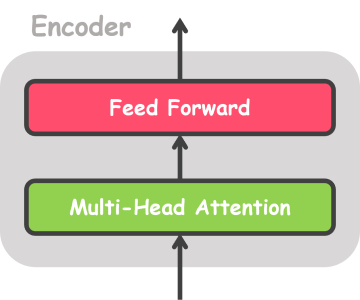 Encoder
Feed Forward
Multi-Head Attention